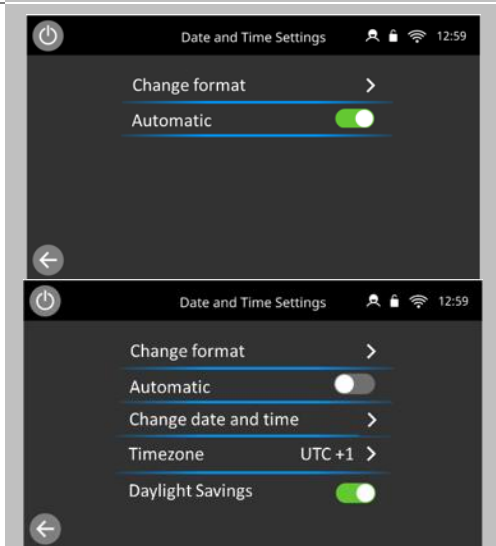 Date and Time Settings 12:59
Change format
Automatic
Date and Time Settings 12:59
Change format
Automatic
Change date and time
Timezone UTC +1
Daylight Savings